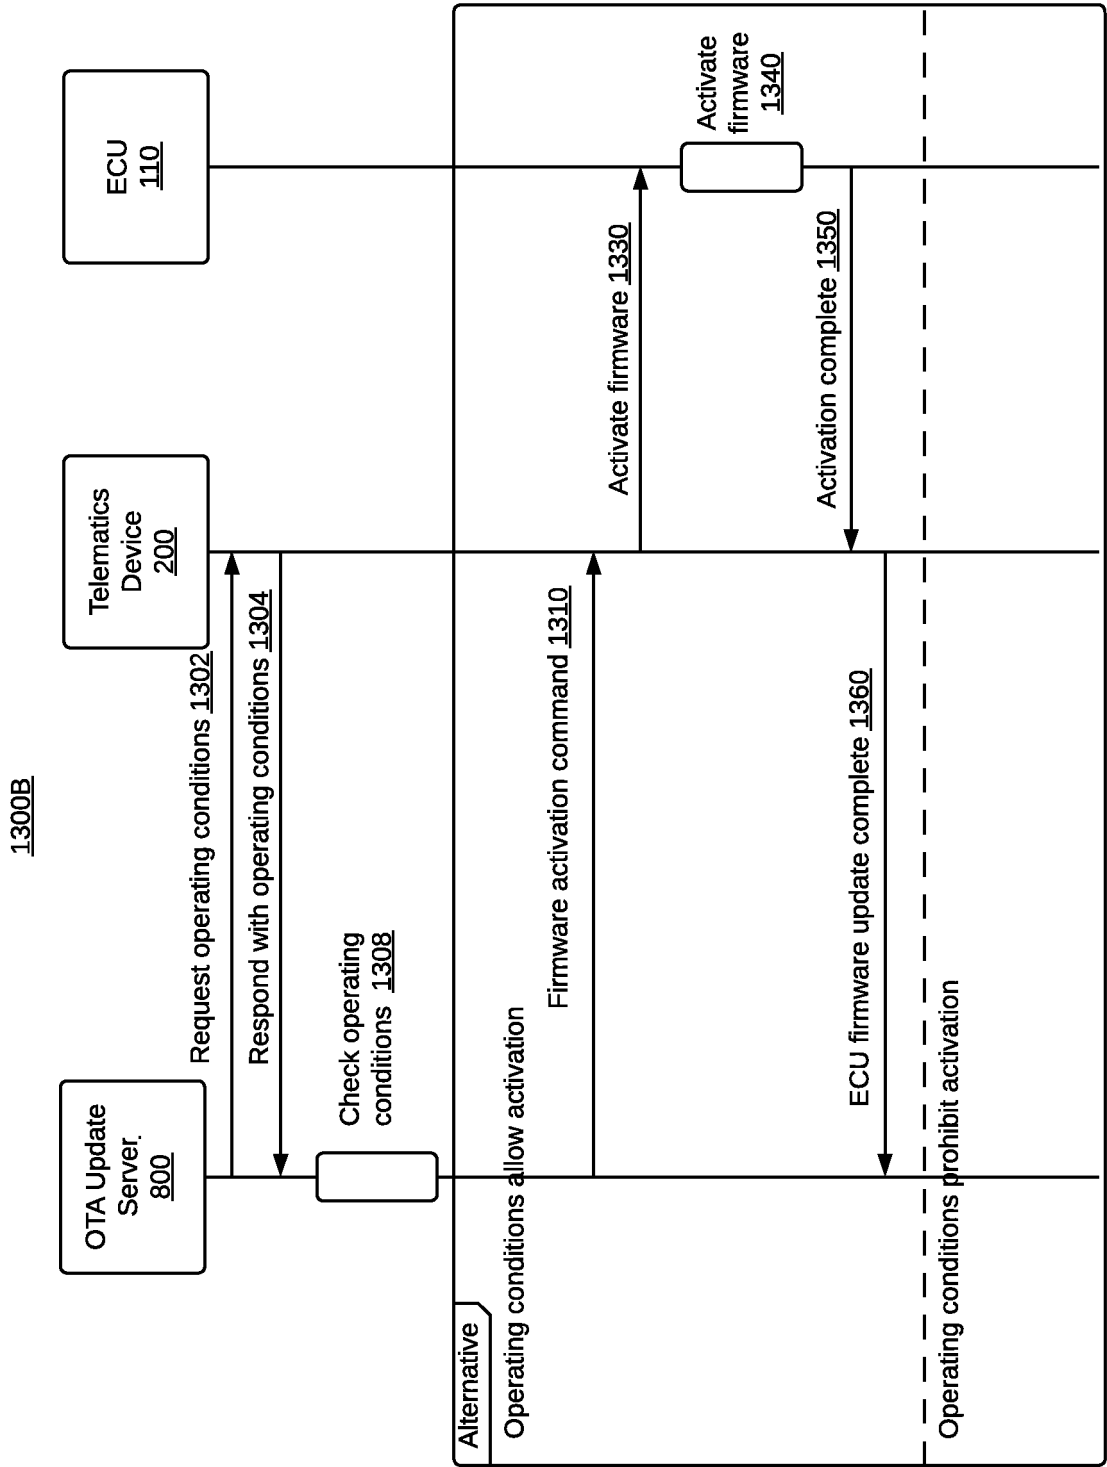 1300B
OTA Update
Server.
800
Telematics
Device
200
ECU
110
Request operating conditions 1302
Respond with operating conditions 1304
Check operating
conditions 1308
Alternative
Operating conditions allow activation
Firmware activation command 1310
Activate firmware 1330
Activate
firmware
1340
Activation complete 1350
ECU firmware update complete 1360
Operating conditions prohibit activation